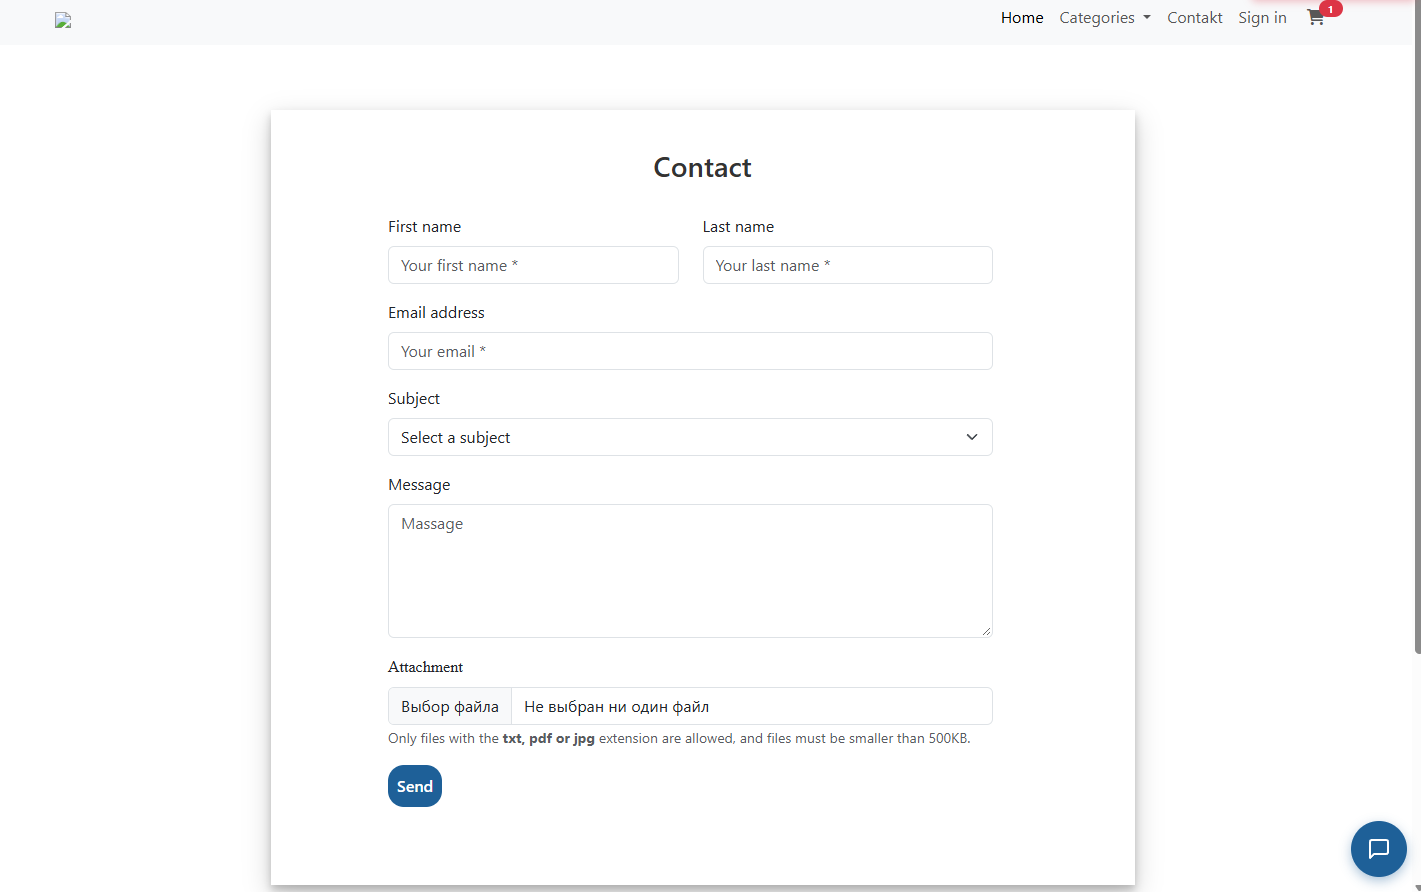 Home Categories Contakt Sign in 1
Contact
First name Last name
Your first name * Your last name *
Email address
Your email *
Subject
Select a subject
Message
Massage
Attachment
Выбор файла Не выбран ни один файл
Only files with the txt, pdf or jpg extension are allowed, and files must be smaller than 500KB.
Send